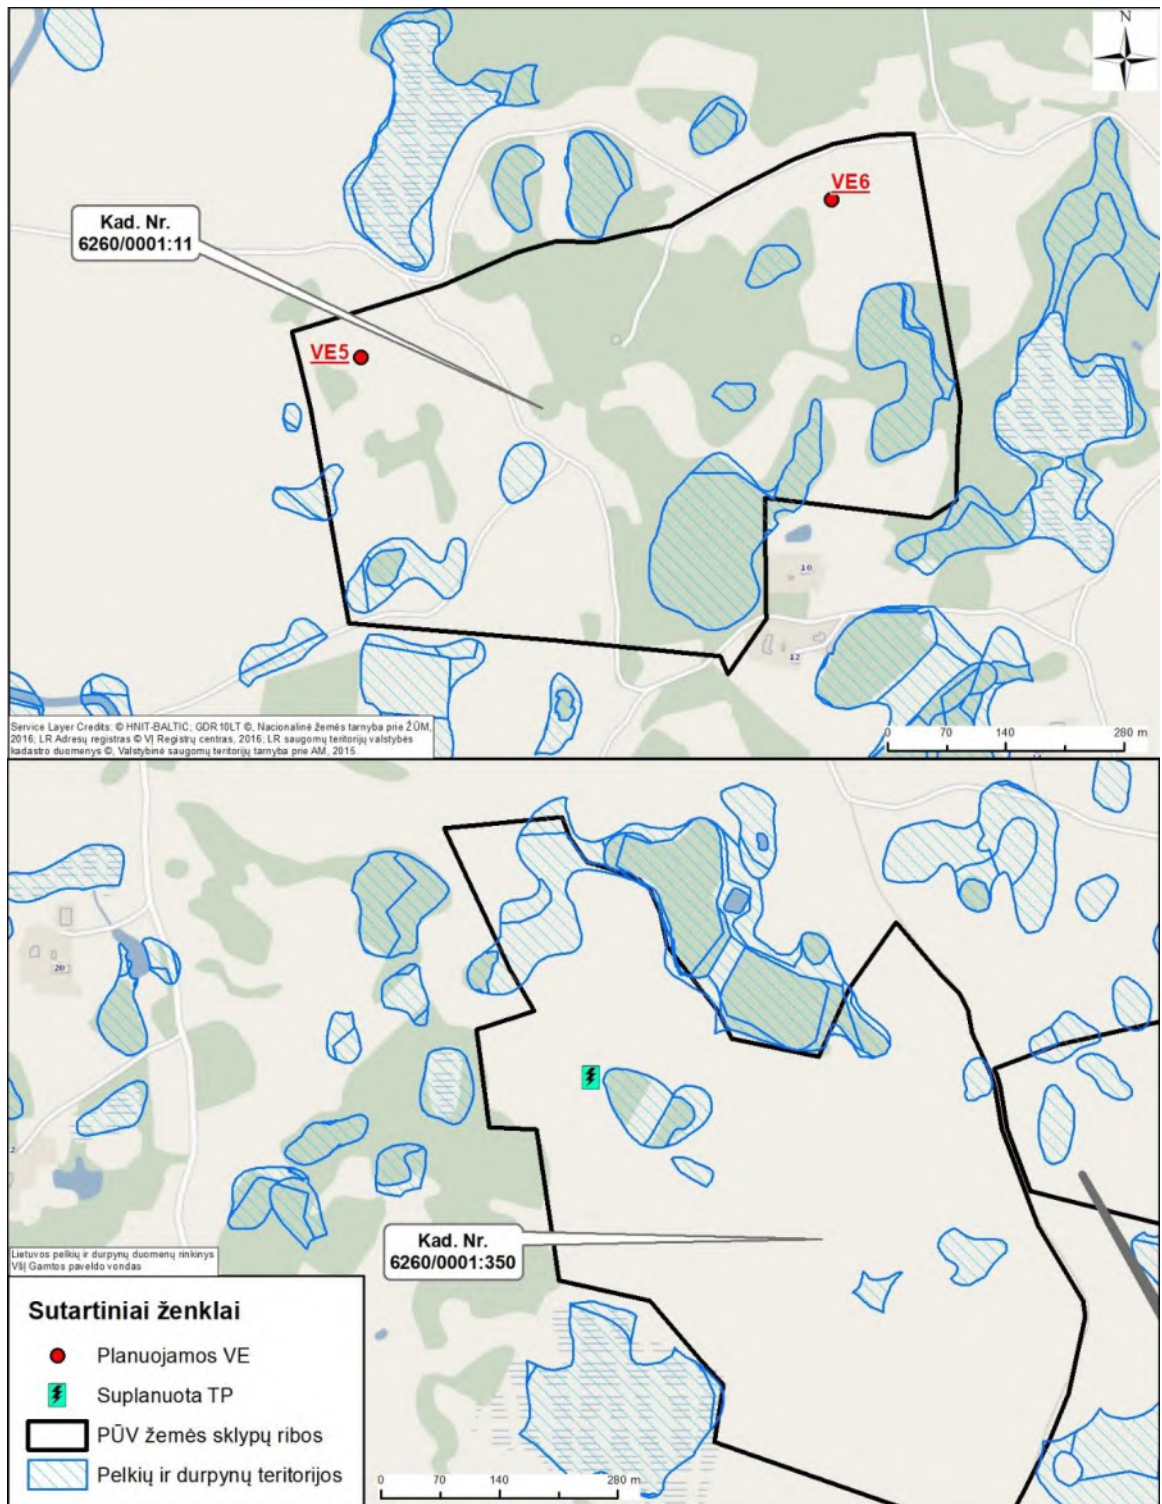 N
VE6
Kad. Nr.
6260/0001:11
VE5
10
12
Service Layer Credits: © HNIT-BALTIC; GDR10LT ©, Nacionalinė žemės tarnyba prie ŽŪM,
2016; LR Adresų registras © VĮ Registrų centras, 2016; LR saugomų teritorijų valstybės
kadastro duomenys ©, Valstybinė saugomų teritorijų tarnyba prie AM, 2015.
0 70 140 280 m
20
2
Kad. Nr.
6260/0001:350
Lietuvos pelkių ir durpynų duomenų rinkinys
VšĮ Gamtos paveldo vondas
Sutartiniai ženklai
Planuojamos VE
Suplanuota TP
PŪV žemės sklypų ribos
Pelkių ir durpynų teritorijos
0 70 140 280 m